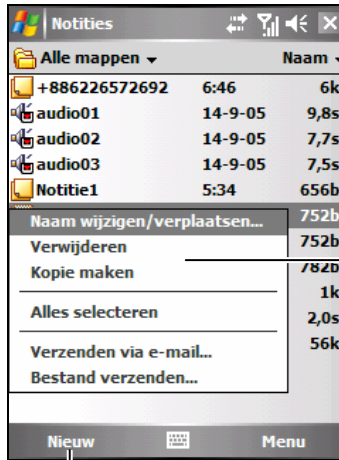 Notities
Alle mappen Naam
+886226572692 6:46 6k
audio01 14-9-05 9,8s
audio02 14-9-05 7,7s
audio03 14-9-05 7,5s
Notitie1 5:34 656b
752b
Naam wijzigen/verplaatsen...
Verwijderen 752b
Kopie maken 782b
1k
Alles selecteren 2,0s
Verzenden via e-mail... 56k
Bestand verzenden...
Nieuw Menu